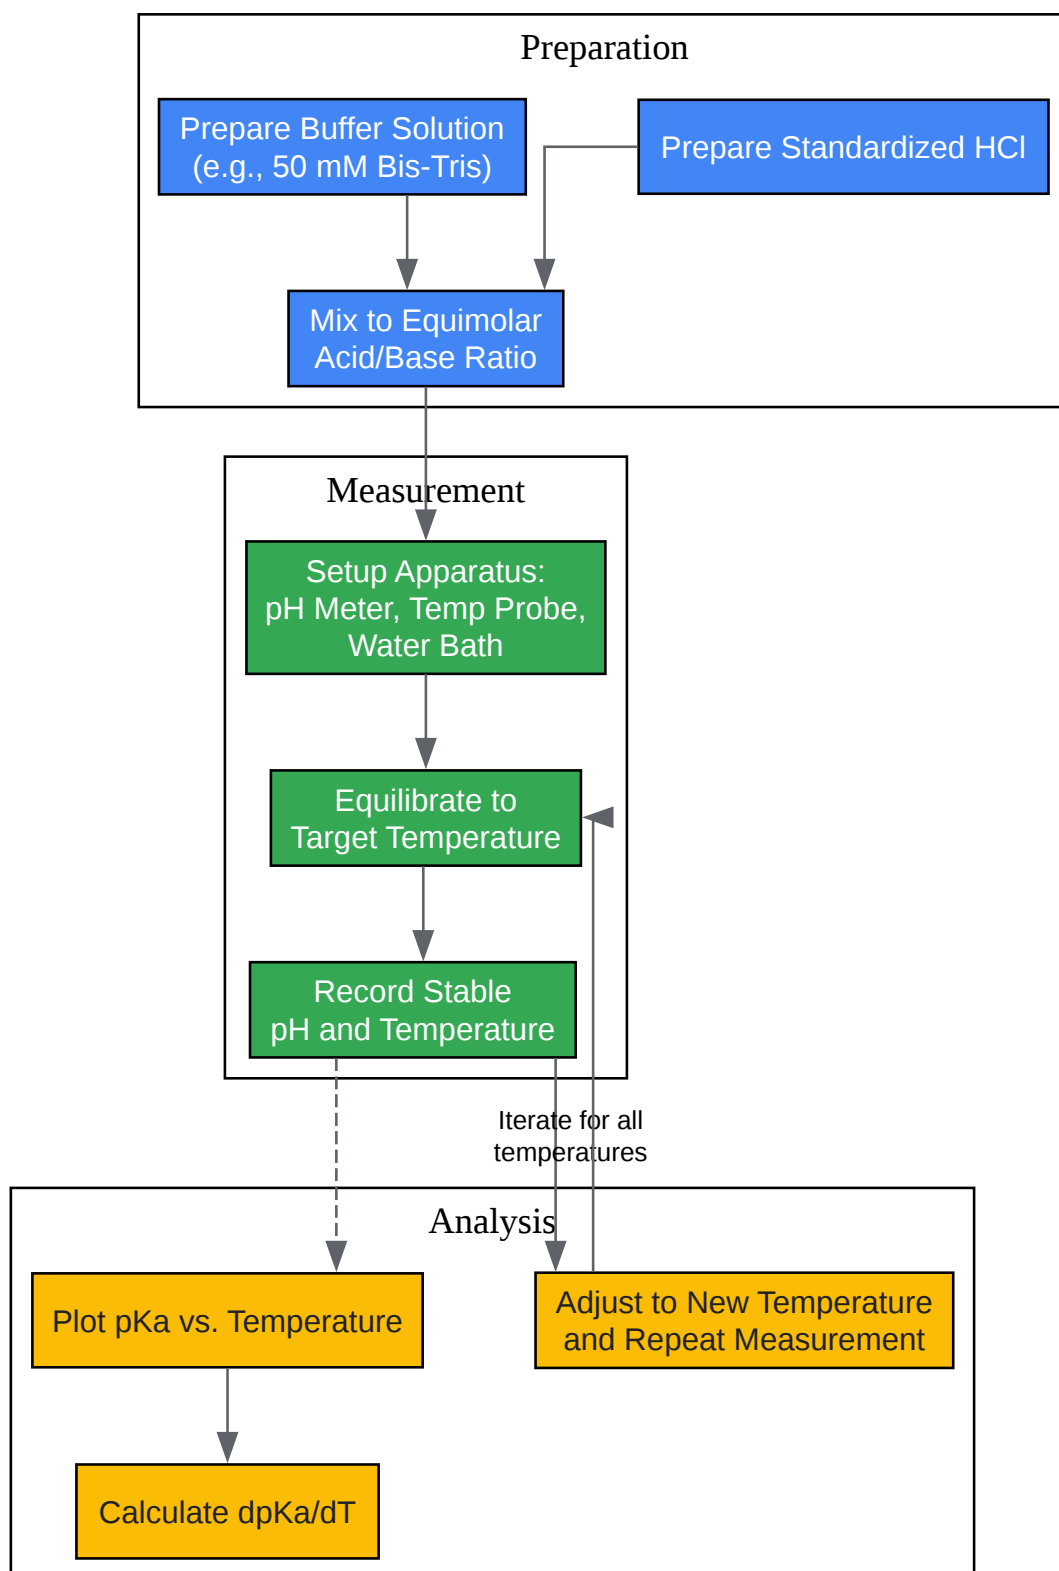 Preparation
Prepare Buffer Solution
(e.g., 50 mM Bis-Tris)
Prepare Standardized HCl
Mix to Equimolar
Acid/Base Ratio
Measurement
Setup Apparatus:
pH Meter, Temp Probe,
Water Bath
Equilibrate to
Target Temperature
Record Stable
pH and Temperature
Iterate for all
temperatures
Analysis
Plot pKa vs. Temperature
Adjust to New Temperature
and Repeat Measurement
Calculate dpKa/dT